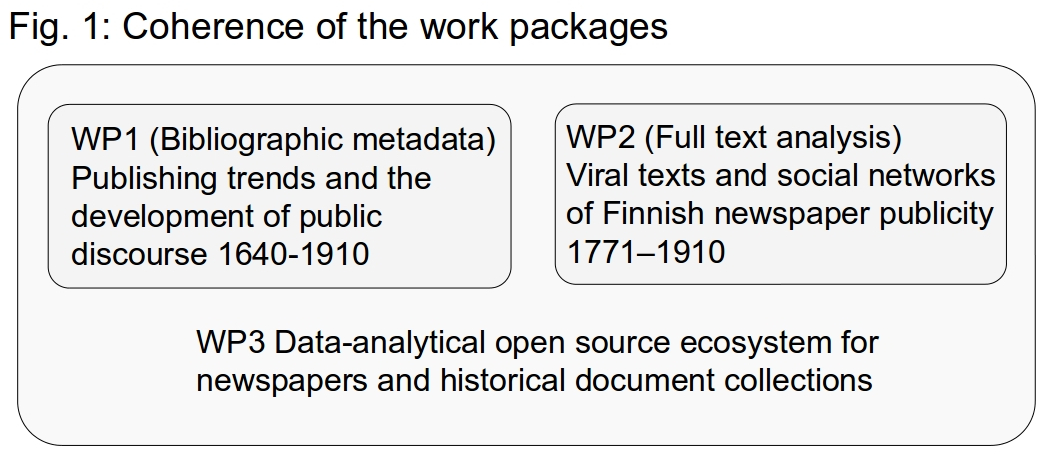 Fig. 1: Coherence of the work packages
WP1 (Bibliographic metadata)
Publishing trends and the
development of public
discourse 1640-1910
WP2 (Full text analysis)
Viral texts and social networks
of Finnish newspaper publicity
1771–1910
WP3 Data-analytical open source ecosystem for
newspapers and historical document collections